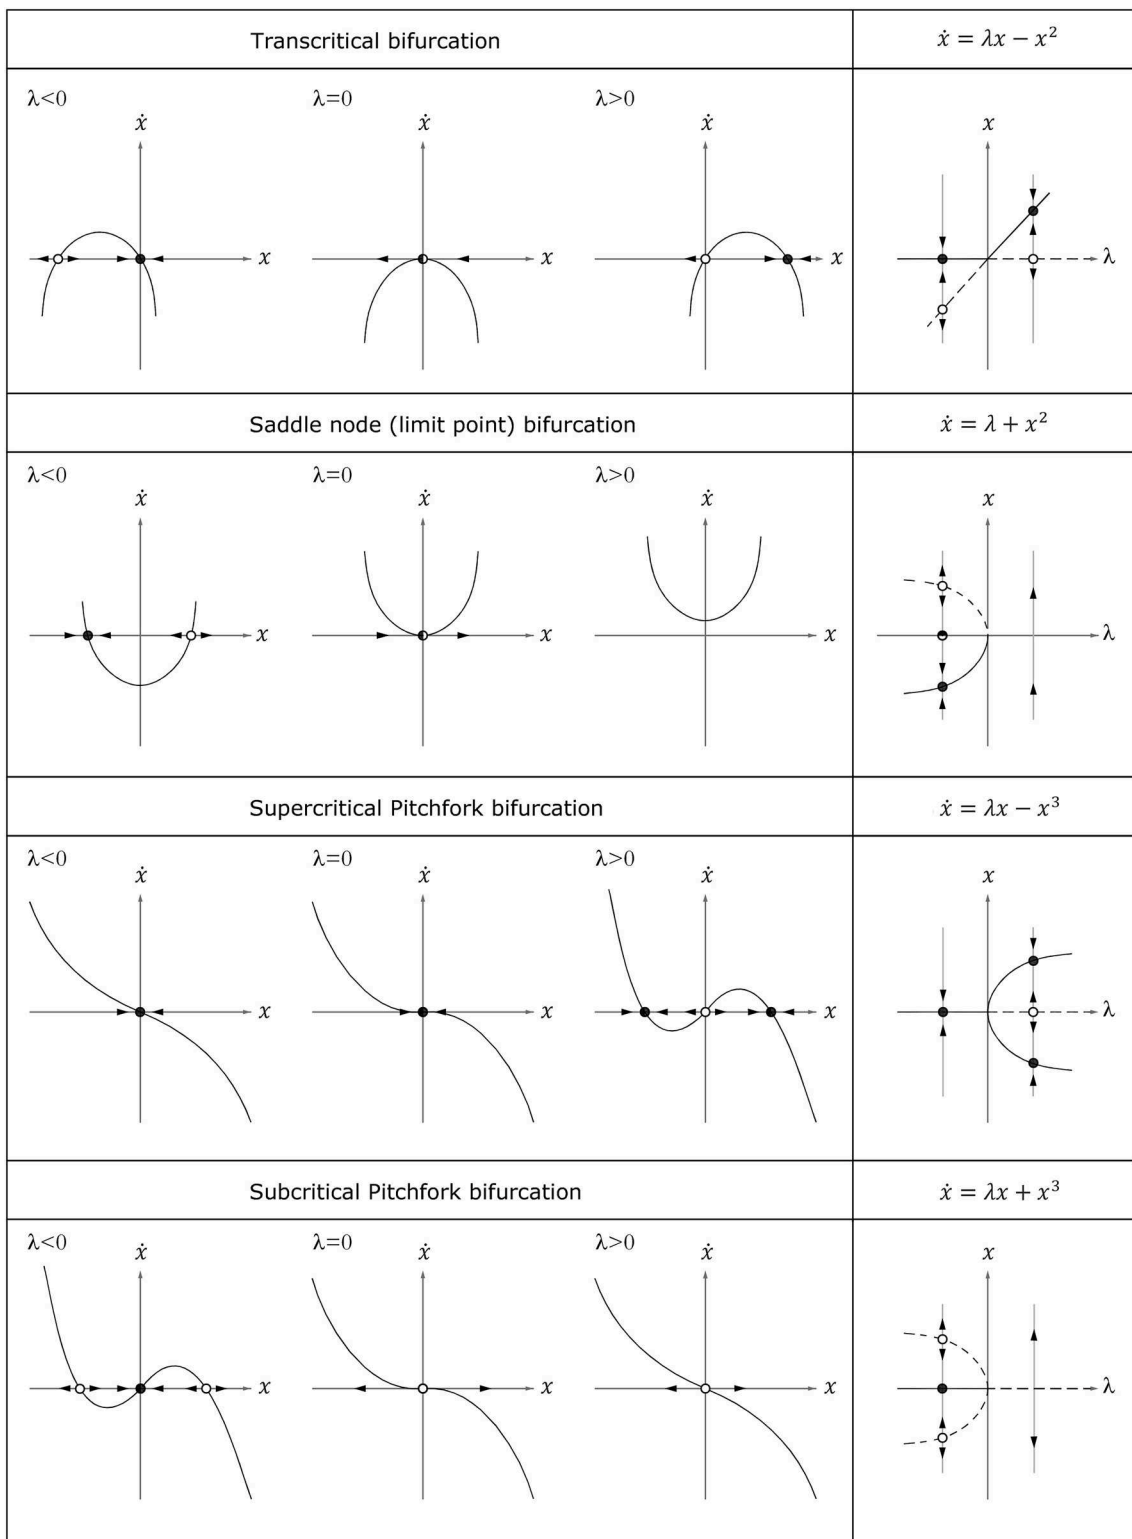 Transcritical bifurcation
ẋ = λx − x²
λ<0
λ=0
λ>0
ẋ
ẋ
ẋ
x
x
x
x
λ
Saddle node (limit point) bifurcation
ẋ = λ + x²
λ<0
λ=0
λ>0
ẋ
ẋ
ẋ
x
x
x
x
λ
Supercritical Pitchfork bifurcation
ẋ = λx − x³
λ<0
λ=0
λ>0
ẋ
ẋ
ẋ
x
x
x
x
λ
Subcritical Pitchfork bifurcation
ẋ = λx + x³
λ<0
λ=0
λ>0
ẋ
ẋ
ẋ
x
x
x
x
λ